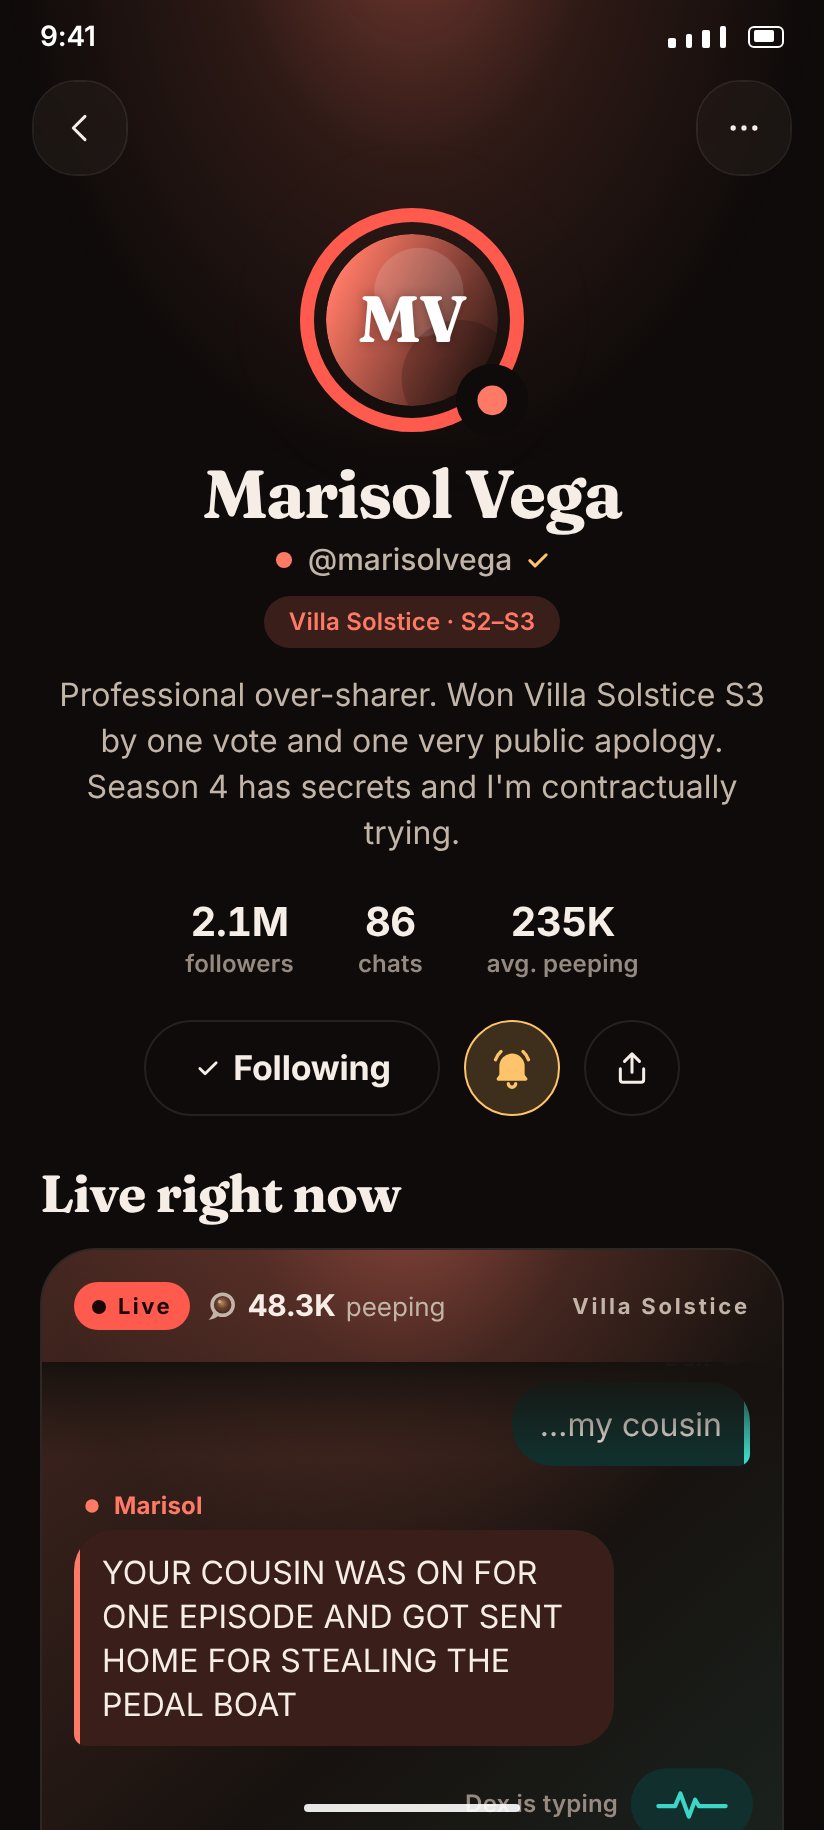 9:41
MV
Marisol Vega
@marisolvega
Villa Solstice · S2–S3
Professional over-sharer. Won Villa Solstice S3
by one vote and one very public apology.
Season 4 has secrets and I'm contractually
trying.
2.1M 86 235K
followers chats avg. peeping
Following
Live right now
Live 48.3K peeping Villa Solstice
...my cousin
Marisol
YOUR COUSIN WAS ON FOR
ONE EPISODE AND GOT SENT
HOME FOR STEALING THE
PEDAL BOAT
Dex is typing